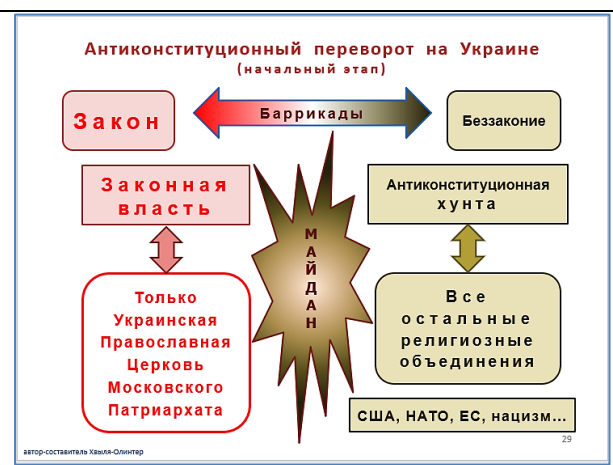 Антиконституционный переворот на Украине
(начальный этап)
Закон
Баррикады
Беззаконие
Законная
власть
Антиконституционная
хунта
МАЙДАН
Только
Украинская
Православная
Церковь
Московского
Патриархата
Все
остальные
религиозные
объединения
США, НАТО, ЕС, нацизм...
29
автор-составитель Хвыля-Олинтер